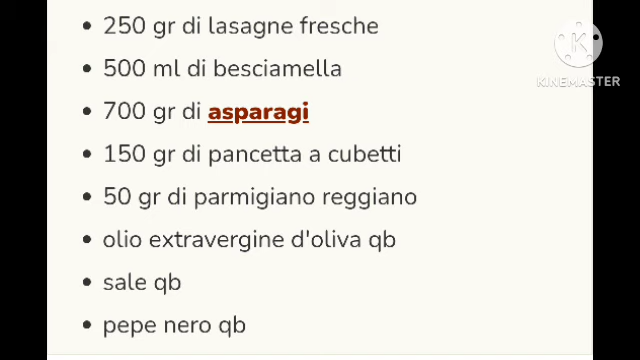 250 gr di lasagne fresche
500 ml di besciamella
700 gr di asparagi
150 gr di pancetta a cubetti
50 gr di parmigiano reggiano
olio extravergine d'oliva qb
sale qb
pepe nero qb
K
KINEMASTER